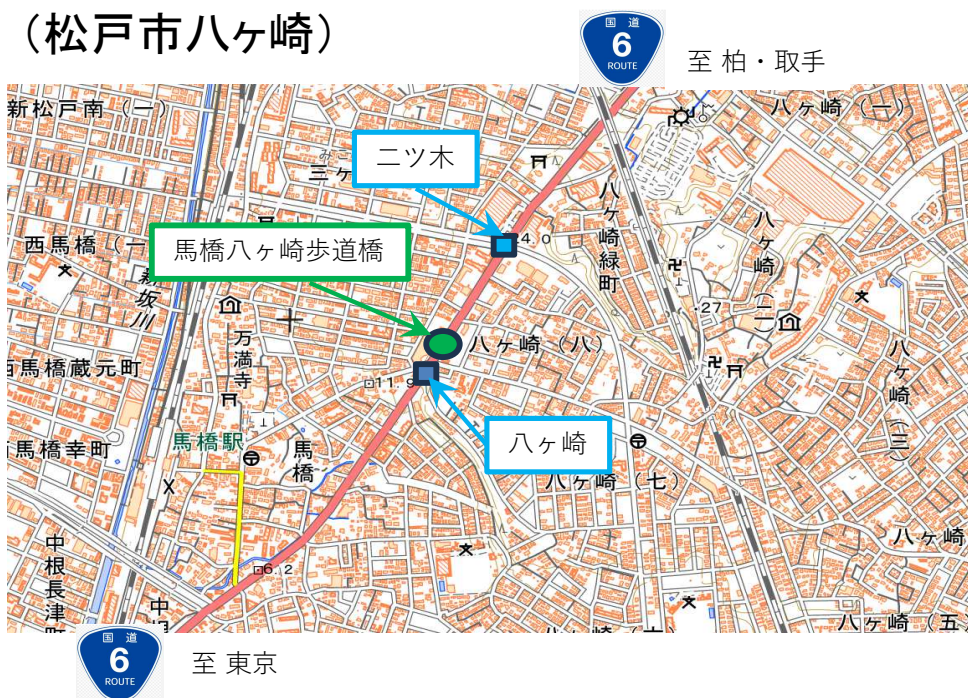 (松戸市八ヶ崎)
国道
6
ROUTE
至 柏・取手
新松戸南(一)
八ヶ崎(一)
二ツ木
三ヶ
八ヶ崎緑町
西馬橋(一
新坂川
馬橋八ヶ崎歩道橋
4.0
八ヶ崎
(二)
・27
万満寺
八ヶ崎(八)
西馬橋蔵元町
11.9
八ヶ崎(三)
八ヶ崎
馬橋駅
馬橋幸町
馬橋
八ヶ崎(七)
八ヶ崎
中根長津町
6.2
中根
八ヶ崎(五)
国道
6
ROUTE
至 東京